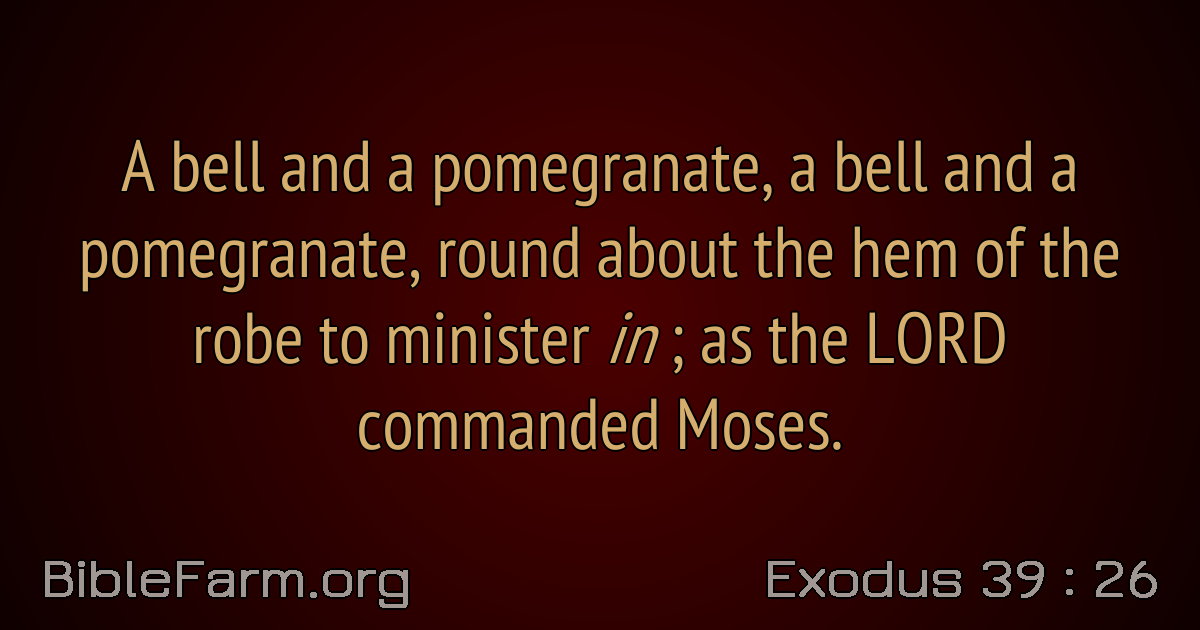 A bell and a pomegranate, a bell and a
pomegranate, round about the hem of the
robe to minister in ; as the LORD
commanded Moses.
BibleFarm.org
Exodus 39 : 26